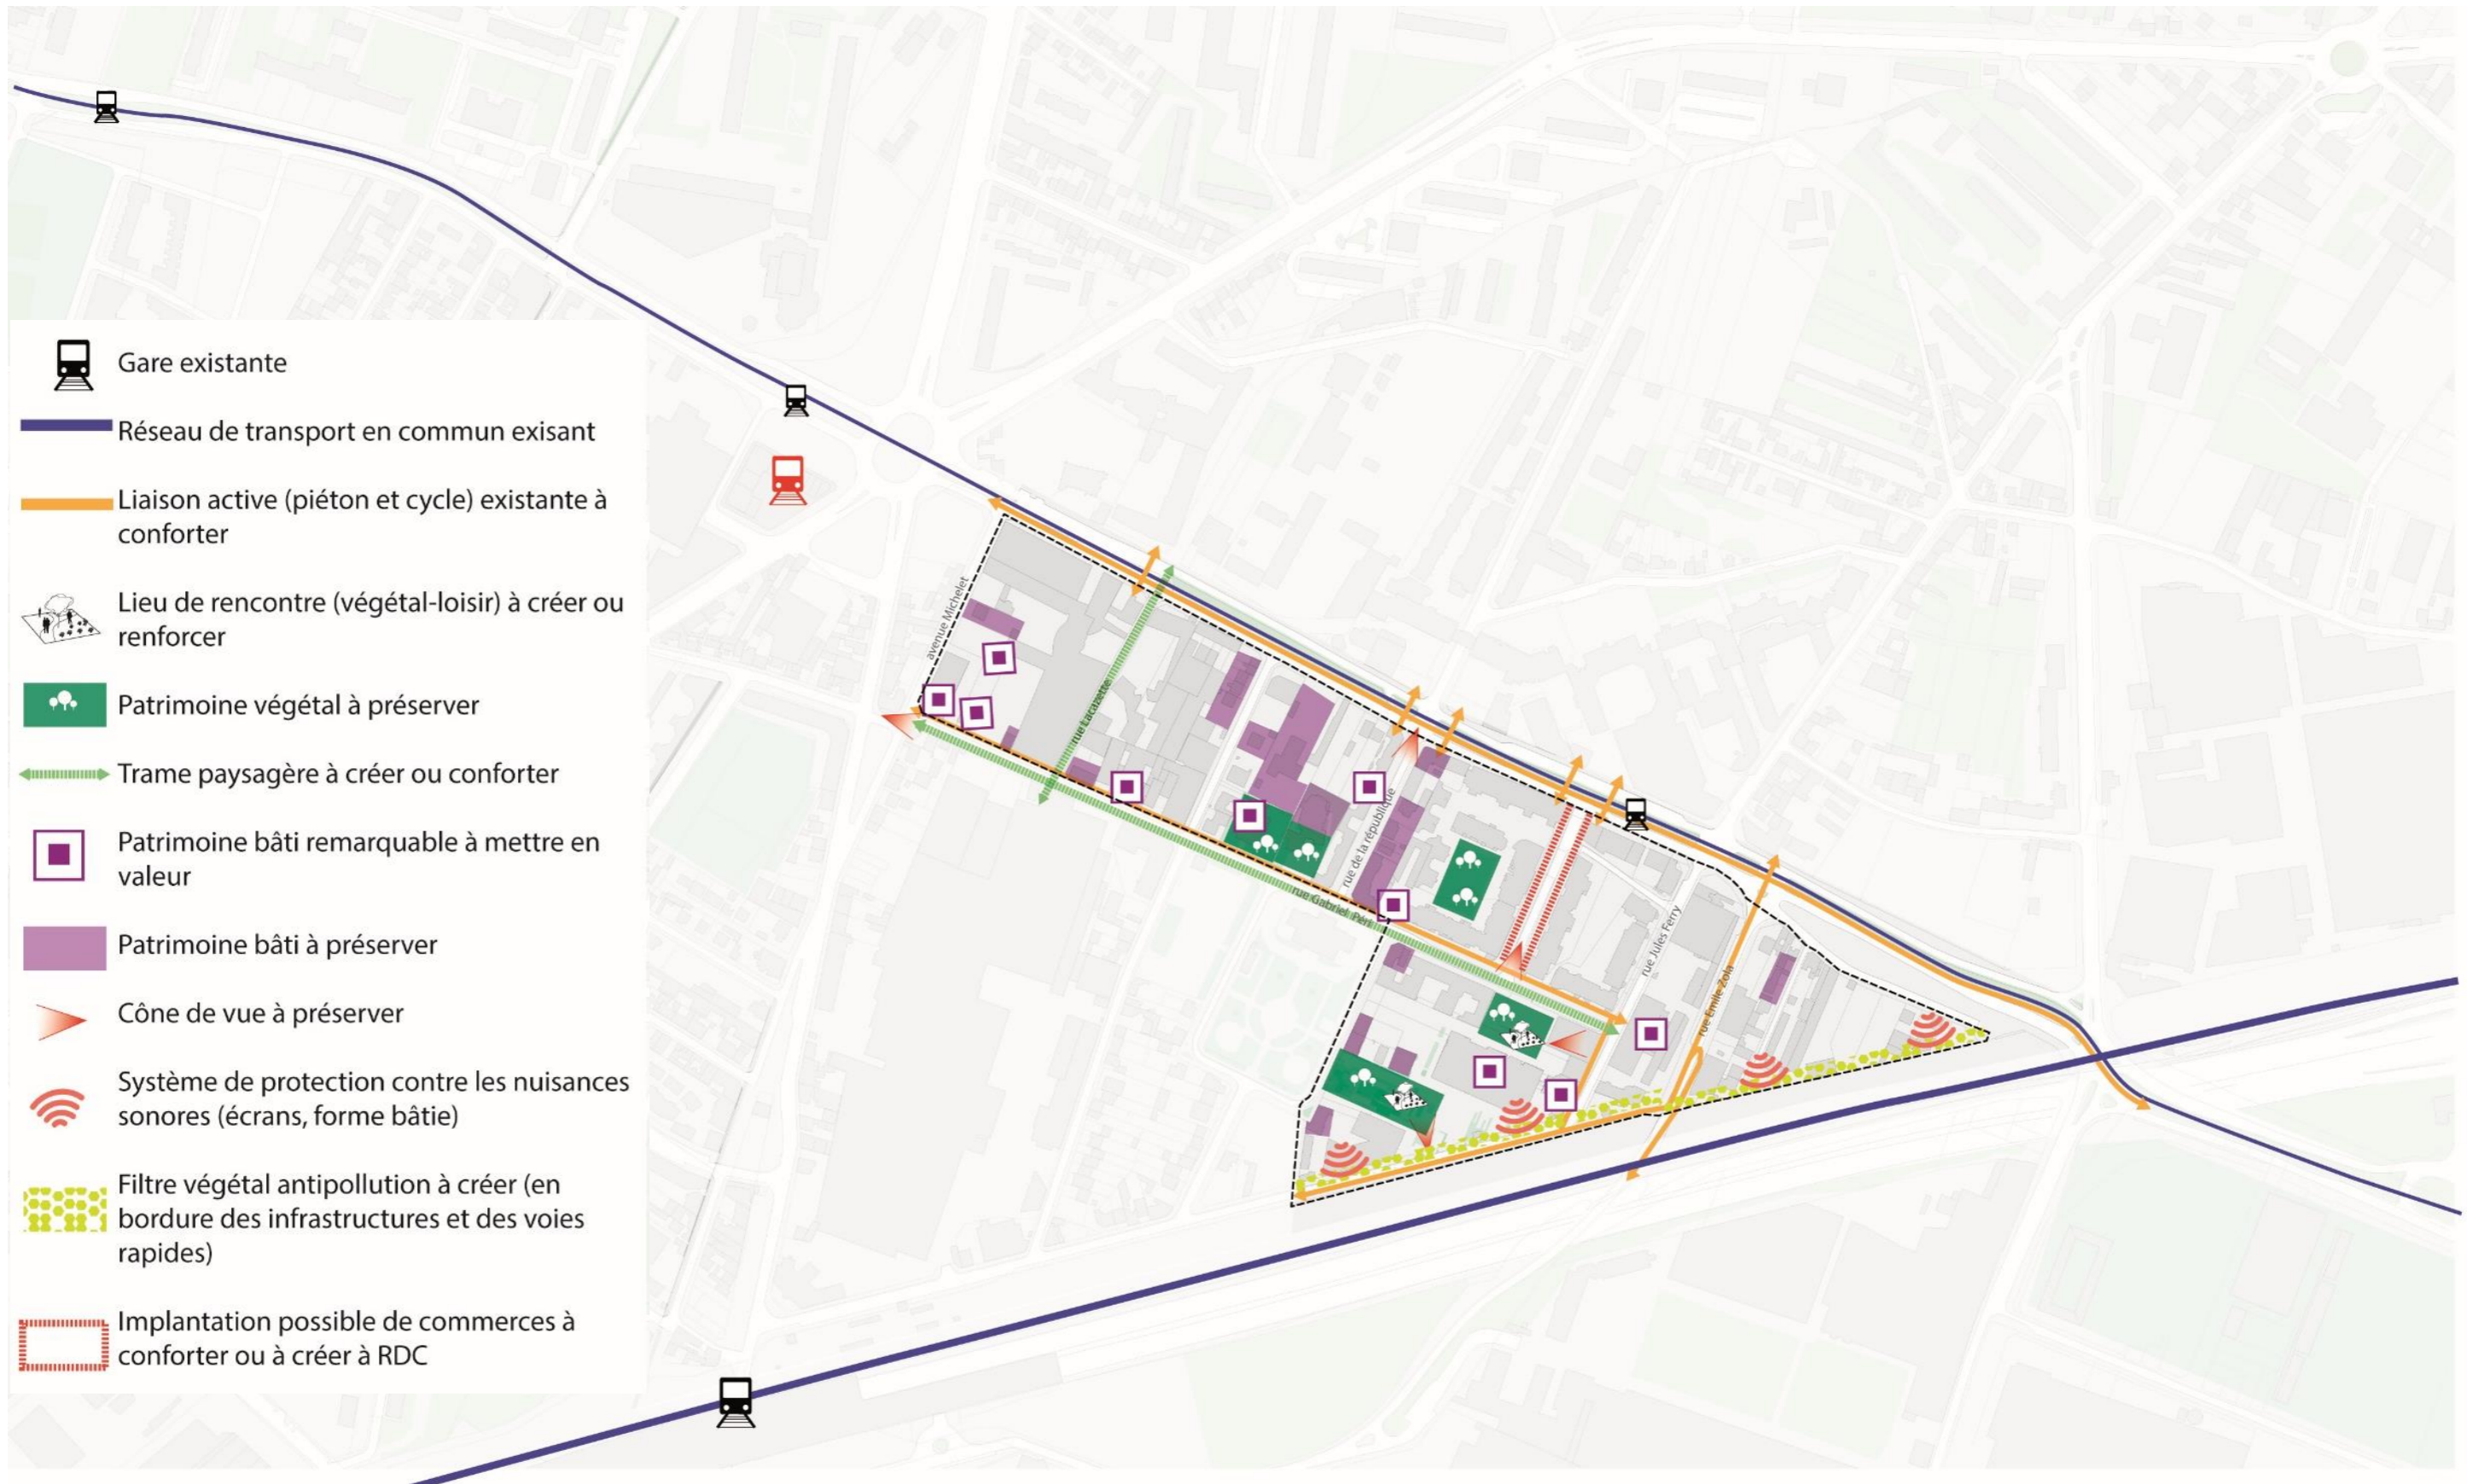 Gare existante
Réseau de transport en commun exisant
Liaison active (piéton et cycle) existante à
conforter
Lieu de rencontre (végétal-loisir) à créer ou
renforcer
Patrimoine végétal à préserver
Trame paysagère à créer ou conforter
Patrimoine bâti remarquable à mettre en
valeur
Patrimoine bâti à préserver
Cône de vue à préserver
Système de protection contre les nuisances
sonores (écrans, forme bâtie)
Filtre végétal antipollution à créer (en
bordure des infrastructures et des voies
rapides)
Implantation possible de commerces à
conforter ou à créer à RDC
avenue Michelet
rue Lacazette
rue de la république
rue Gabriel Péri
rue Jules Ferry
rue Emile Zola